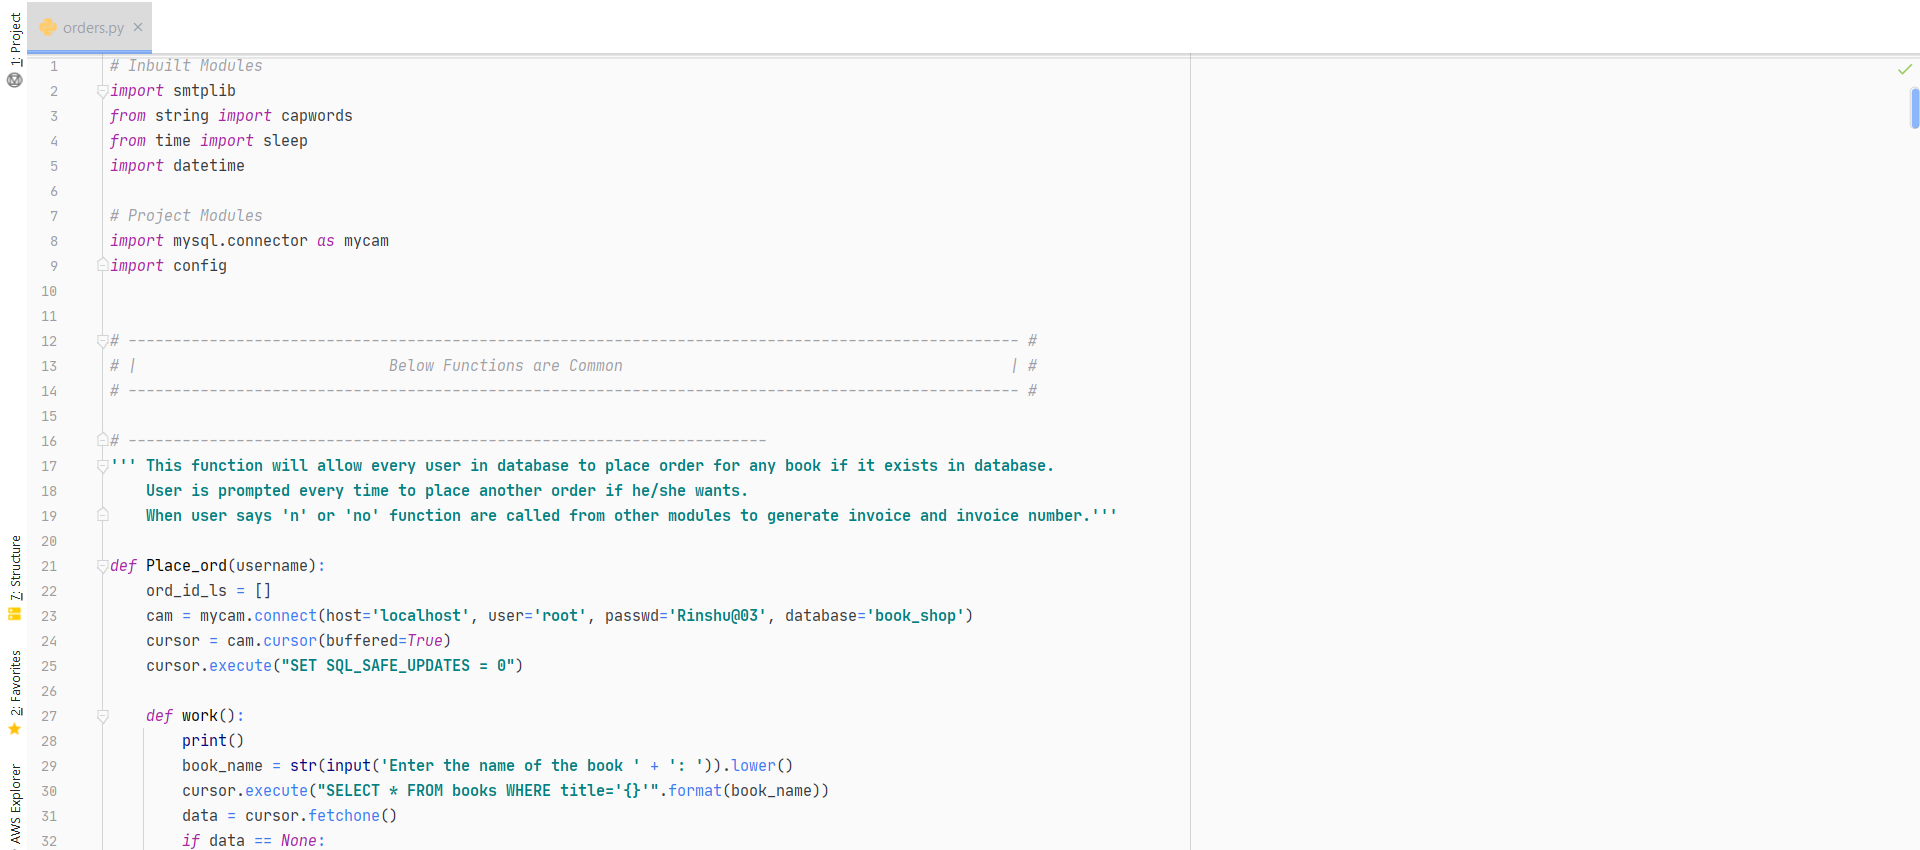 1: Project
7: Structure
2: Favorites
AWS Explorer
orders.py ×
1 # Inbuilt Modules
2 import smtplib
3 from string import capwords
4 from time import sleep
5 import datetime
6
7 # Project Modules
8 import mysql.connector as mycam
9 import config
10
11
12 # --------------------------------------------------------------------------------------------------- #
13 # |                            Below Functions are Common                                           | #
14 # --------------------------------------------------------------------------------------------------- #
15
16 # -----------------------------------------------------------------------
17 ''' This function will allow every user in database to place order for any book if it exists in database.
18     User is prompted every time to place another order if he/she wants.
19     When user says 'n' or 'no' function are called from other modules to generate invoice and invoice number.'''
20
21 def Place_ord(username):
22     ord_id_ls = []
23     cam = mycam.connect(host='localhost', user='root', passwd='Rinshu@03', database='book_shop')
24     cursor = cam.cursor(buffered=True)
25     cursor.execute("SET SQL_SAFE_UPDATES = 0")
26
27     def work():
28         print()
29         book_name = str(input('Enter the name of the book ' + ': ')).lower()
30         cursor.execute("SELECT * FROM books WHERE title='{}'".format(book_name))
31         data = cursor.fetchone()
32         if data == None: